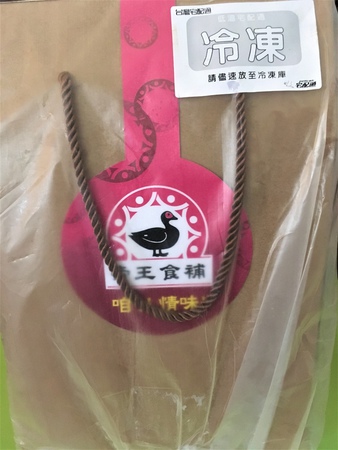 台灣宅配通
冷凍
請儘速放至冷凍庫
王食補
咱 情味